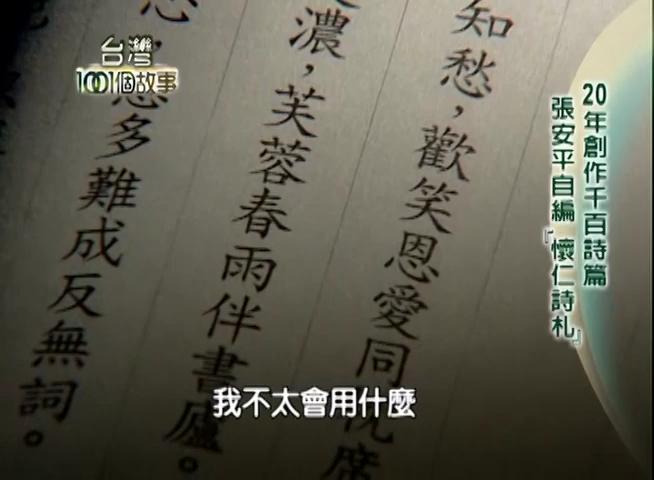 台灣
1001個故事
20年創作千百詩篇
張安平自編『懷仁詩札』
知愁，歡笑恩愛同
濃，芙蓉春雨伴書廬。
多難成反無詞。
我不太會用什麼